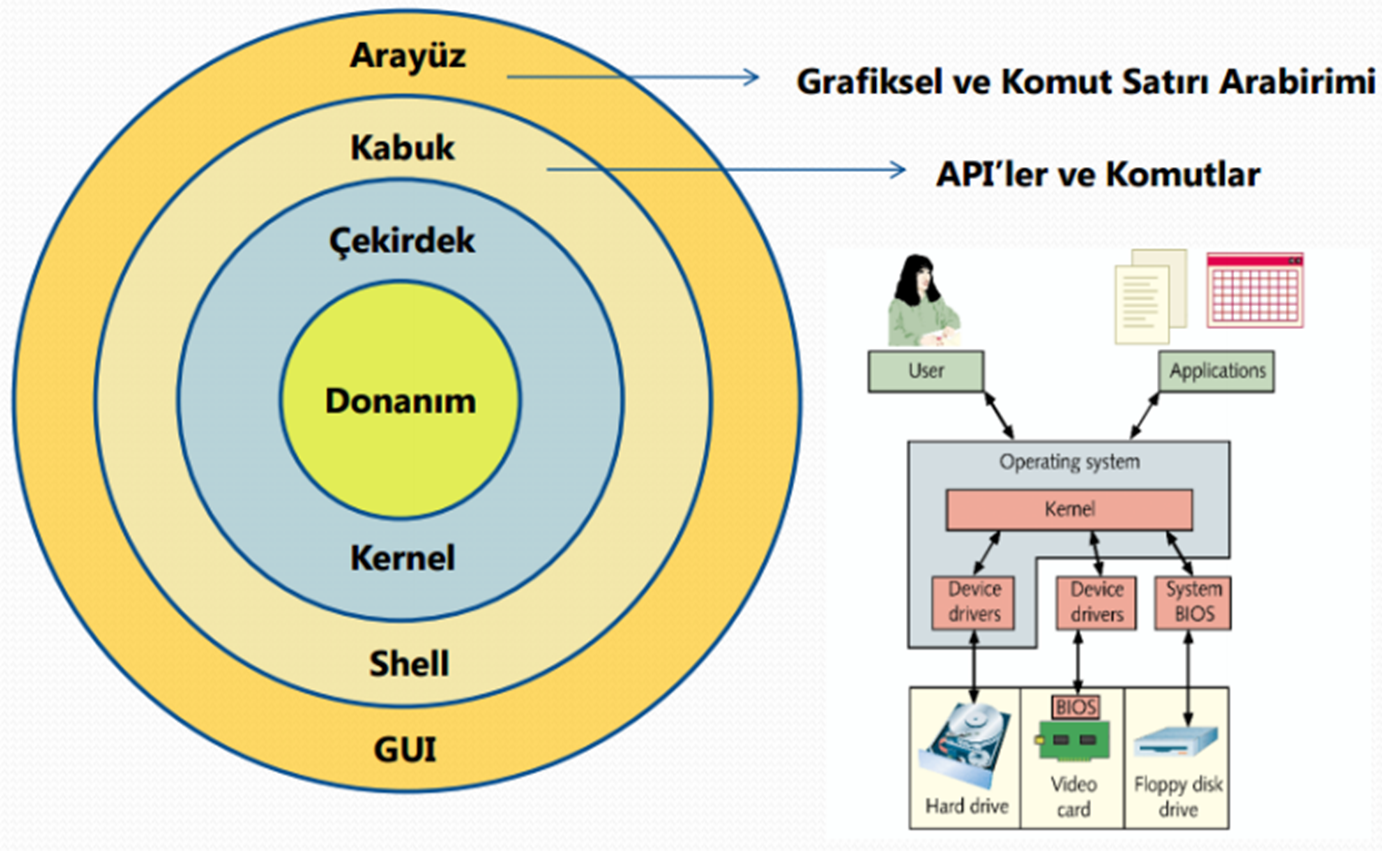 Arayüz
Grafiksel ve Komut Satırı Arabirimi
Kabuk
API’ler ve Komutlar
Çekirdek
Donanım
Kernel
Shell
GUI
User
Applications
Operating system
Kernel
Device
drivers
Device
drivers
System
BIOS
BIOS
Hard drive
Video
card
Floppy disk
drive